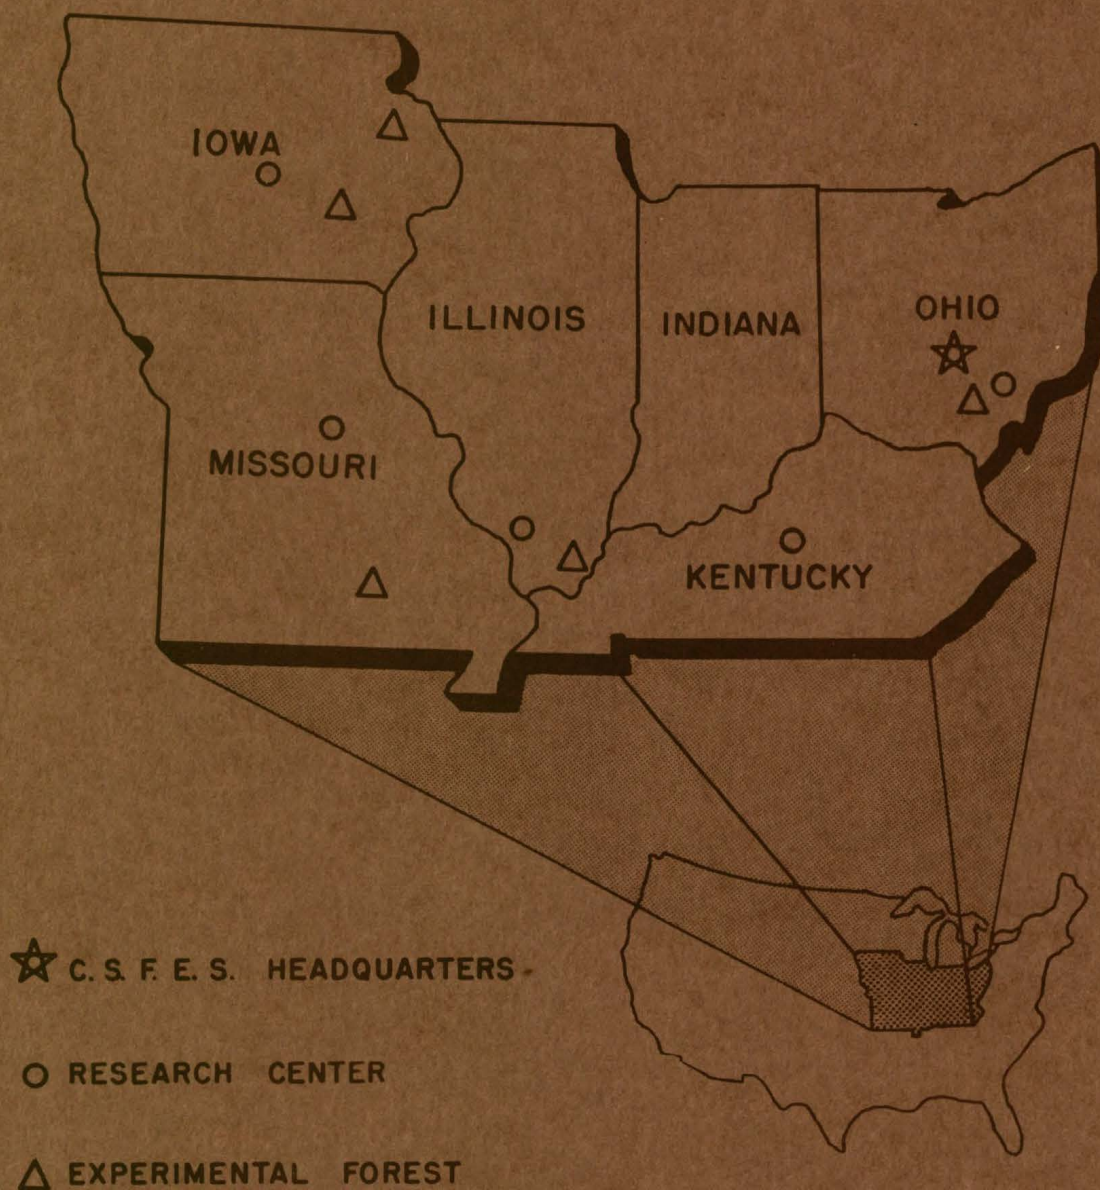 IOWA
ILLINOIS
INDIANA
OHIO
MISSOURI
KENTUCKY
C. S. F. E. S. HEADQUARTERS
RESEARCH CENTER
EXPERIMENTAL FOREST